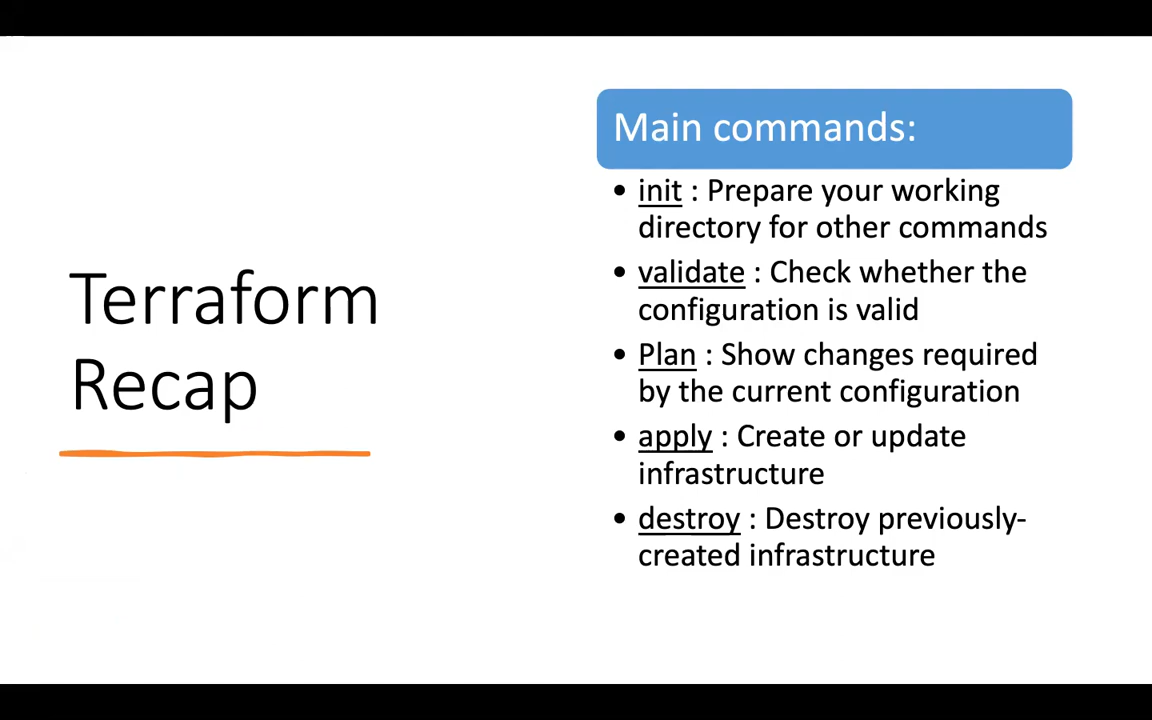 Terraform
Recap
Main commands:
• init : Prepare your working
directory for other commands
• validate : Check whether the
configuration is valid
• Plan : Show changes required
by the current configuration
• apply : Create or update
infrastructure
• destroy : Destroy previously-
created infrastructure